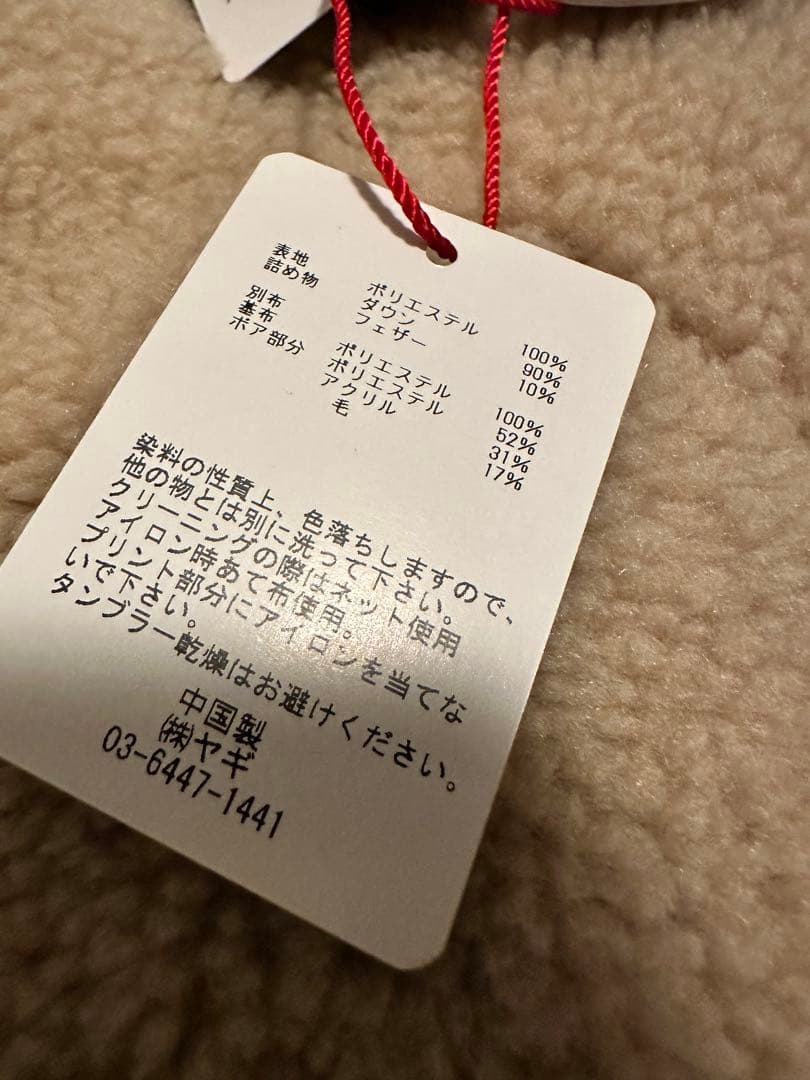 表地 ポリエステル 100%
詰め物 ダウン 90%
フェザー 10%
別布
基布 ポリエステル 100%
ボア部分 ポリエステル 52%
アクリル 31%
毛 17%
染料の性質上、色落ちしますので、
他の物とは別に洗って下さい。
クリーニングの際はネット使用
アイロン時あて布使用。
プリント部分にアイロンを当てな
いで下さい。
タンブラー乾燥はお避けください。
中国製
㈱ヤギ
03-6447-1441